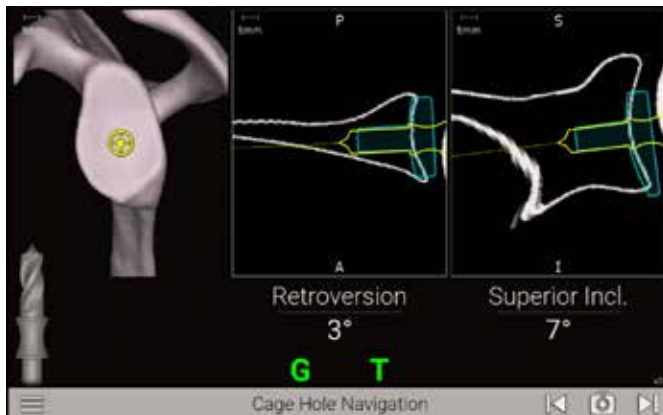 P
S
5mm
5mm
A
I
Retroversion
Superior Incl.
3°
7°
G T
Cage Hole Navigation